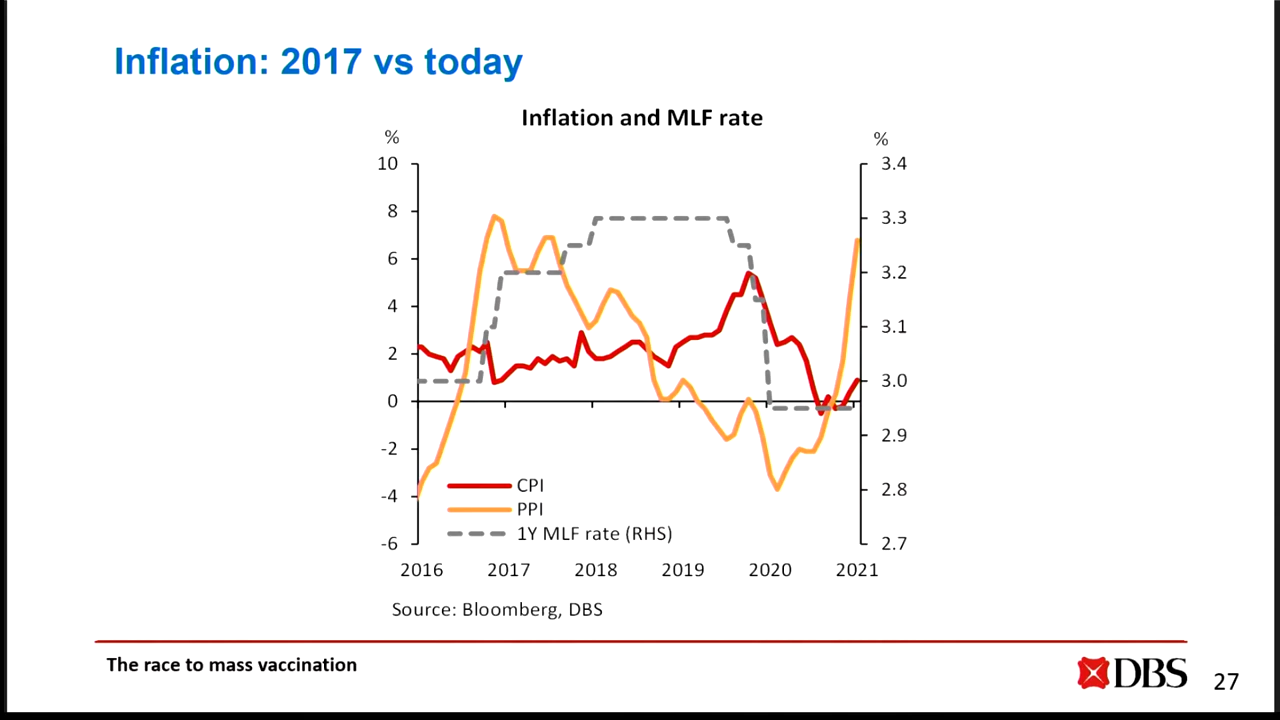 Inflation: 2017 vs today
Inflation and MLF rate
%
%
10
8
6
4
2
0
-2
-4
-6
3.4
3.3
3.2
3.1
3.0
2.9
2.8
2.7
CPI
PPI
1Y MLF rate (RHS)
2016 2017 2018 2019 2020 2021
Source: Bloomberg, DBS
The race to mass vaccination
DBS
27